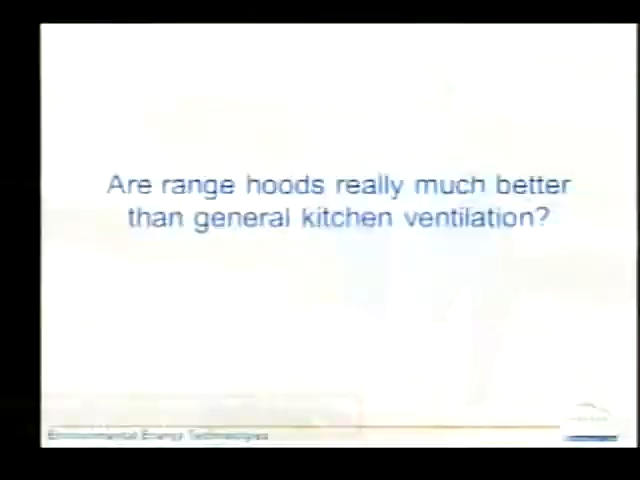 Are range hoods really much better
than general kitchen ventilation?
Environmental Energy Technologies